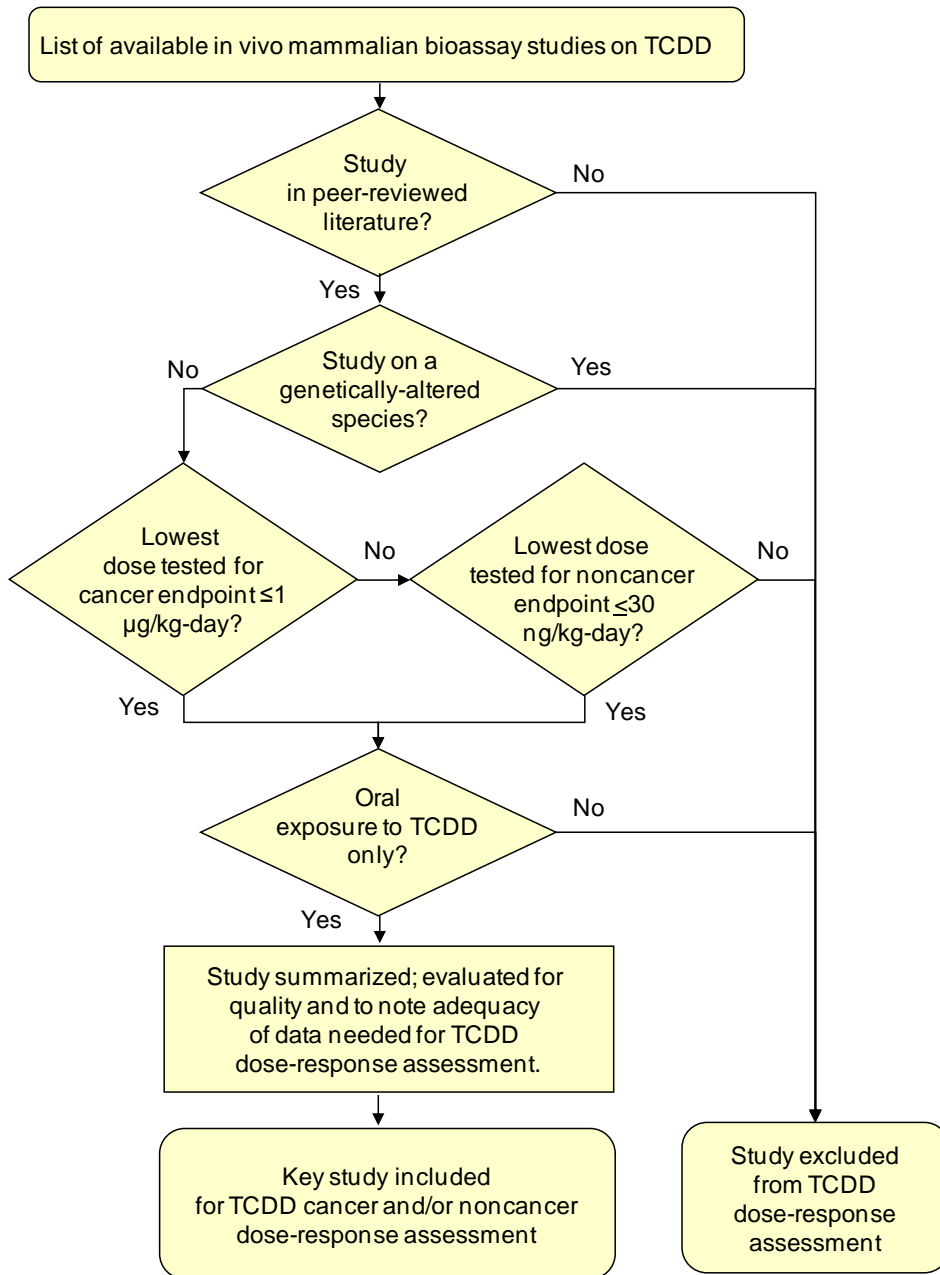 List of available in vivo mammalian bioassay studies on TCDD
Study
in peer-reviewed
literature?
No
Yes
Study on a
genetically-altered
species?
No
Yes
Lowest
dose tested for
cancer endpoint ≤1
µg/kg-day?
No
Lowest dose
tested for noncancer
endpoint ≤30
ng/kg-day?
No
Yes
Yes
Oral
exposure to TCDD
only?
No
Yes
Study summarized; evaluated for
quality and to note adequacy
of data needed for TCDD
dose-response assessment.
Key study included
for TCDD cancer and/or noncancer
dose-response assessment
Study excluded
from TCDD
dose-response
assessment